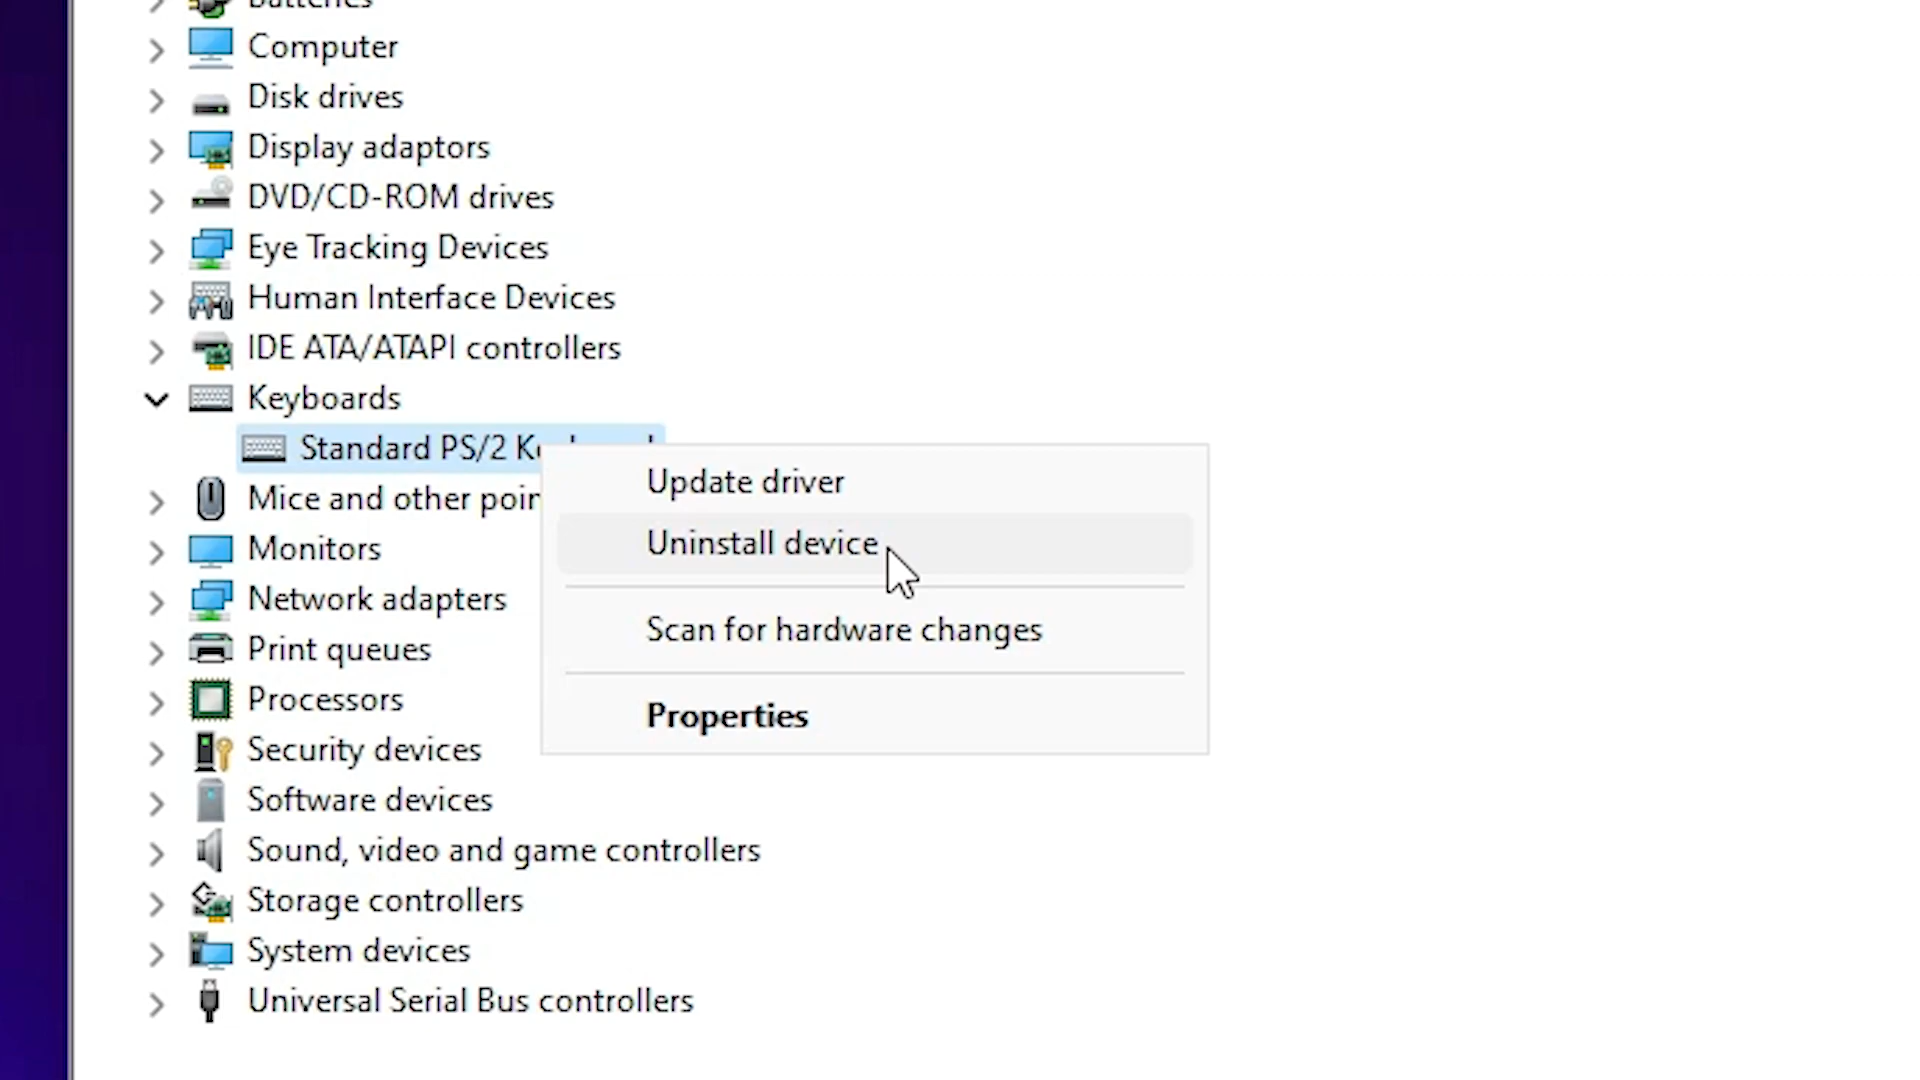 Batteries
Computer
Disk drives
Display adaptors
DVD/CD-ROM drives
Eye Tracking Devices
Human Interface Devices
IDE ATA/ATAPI controllers
Keyboards
Standard PS/2
Update driver
Mice and other
Uninstall device
Monitors
Network adapters
Scan for hardware changes
Print queues
Processors
Properties
Security devices
Software devices
Sound, video and game controllers
Storage controllers
System devices
Universal Serial Bus controllers